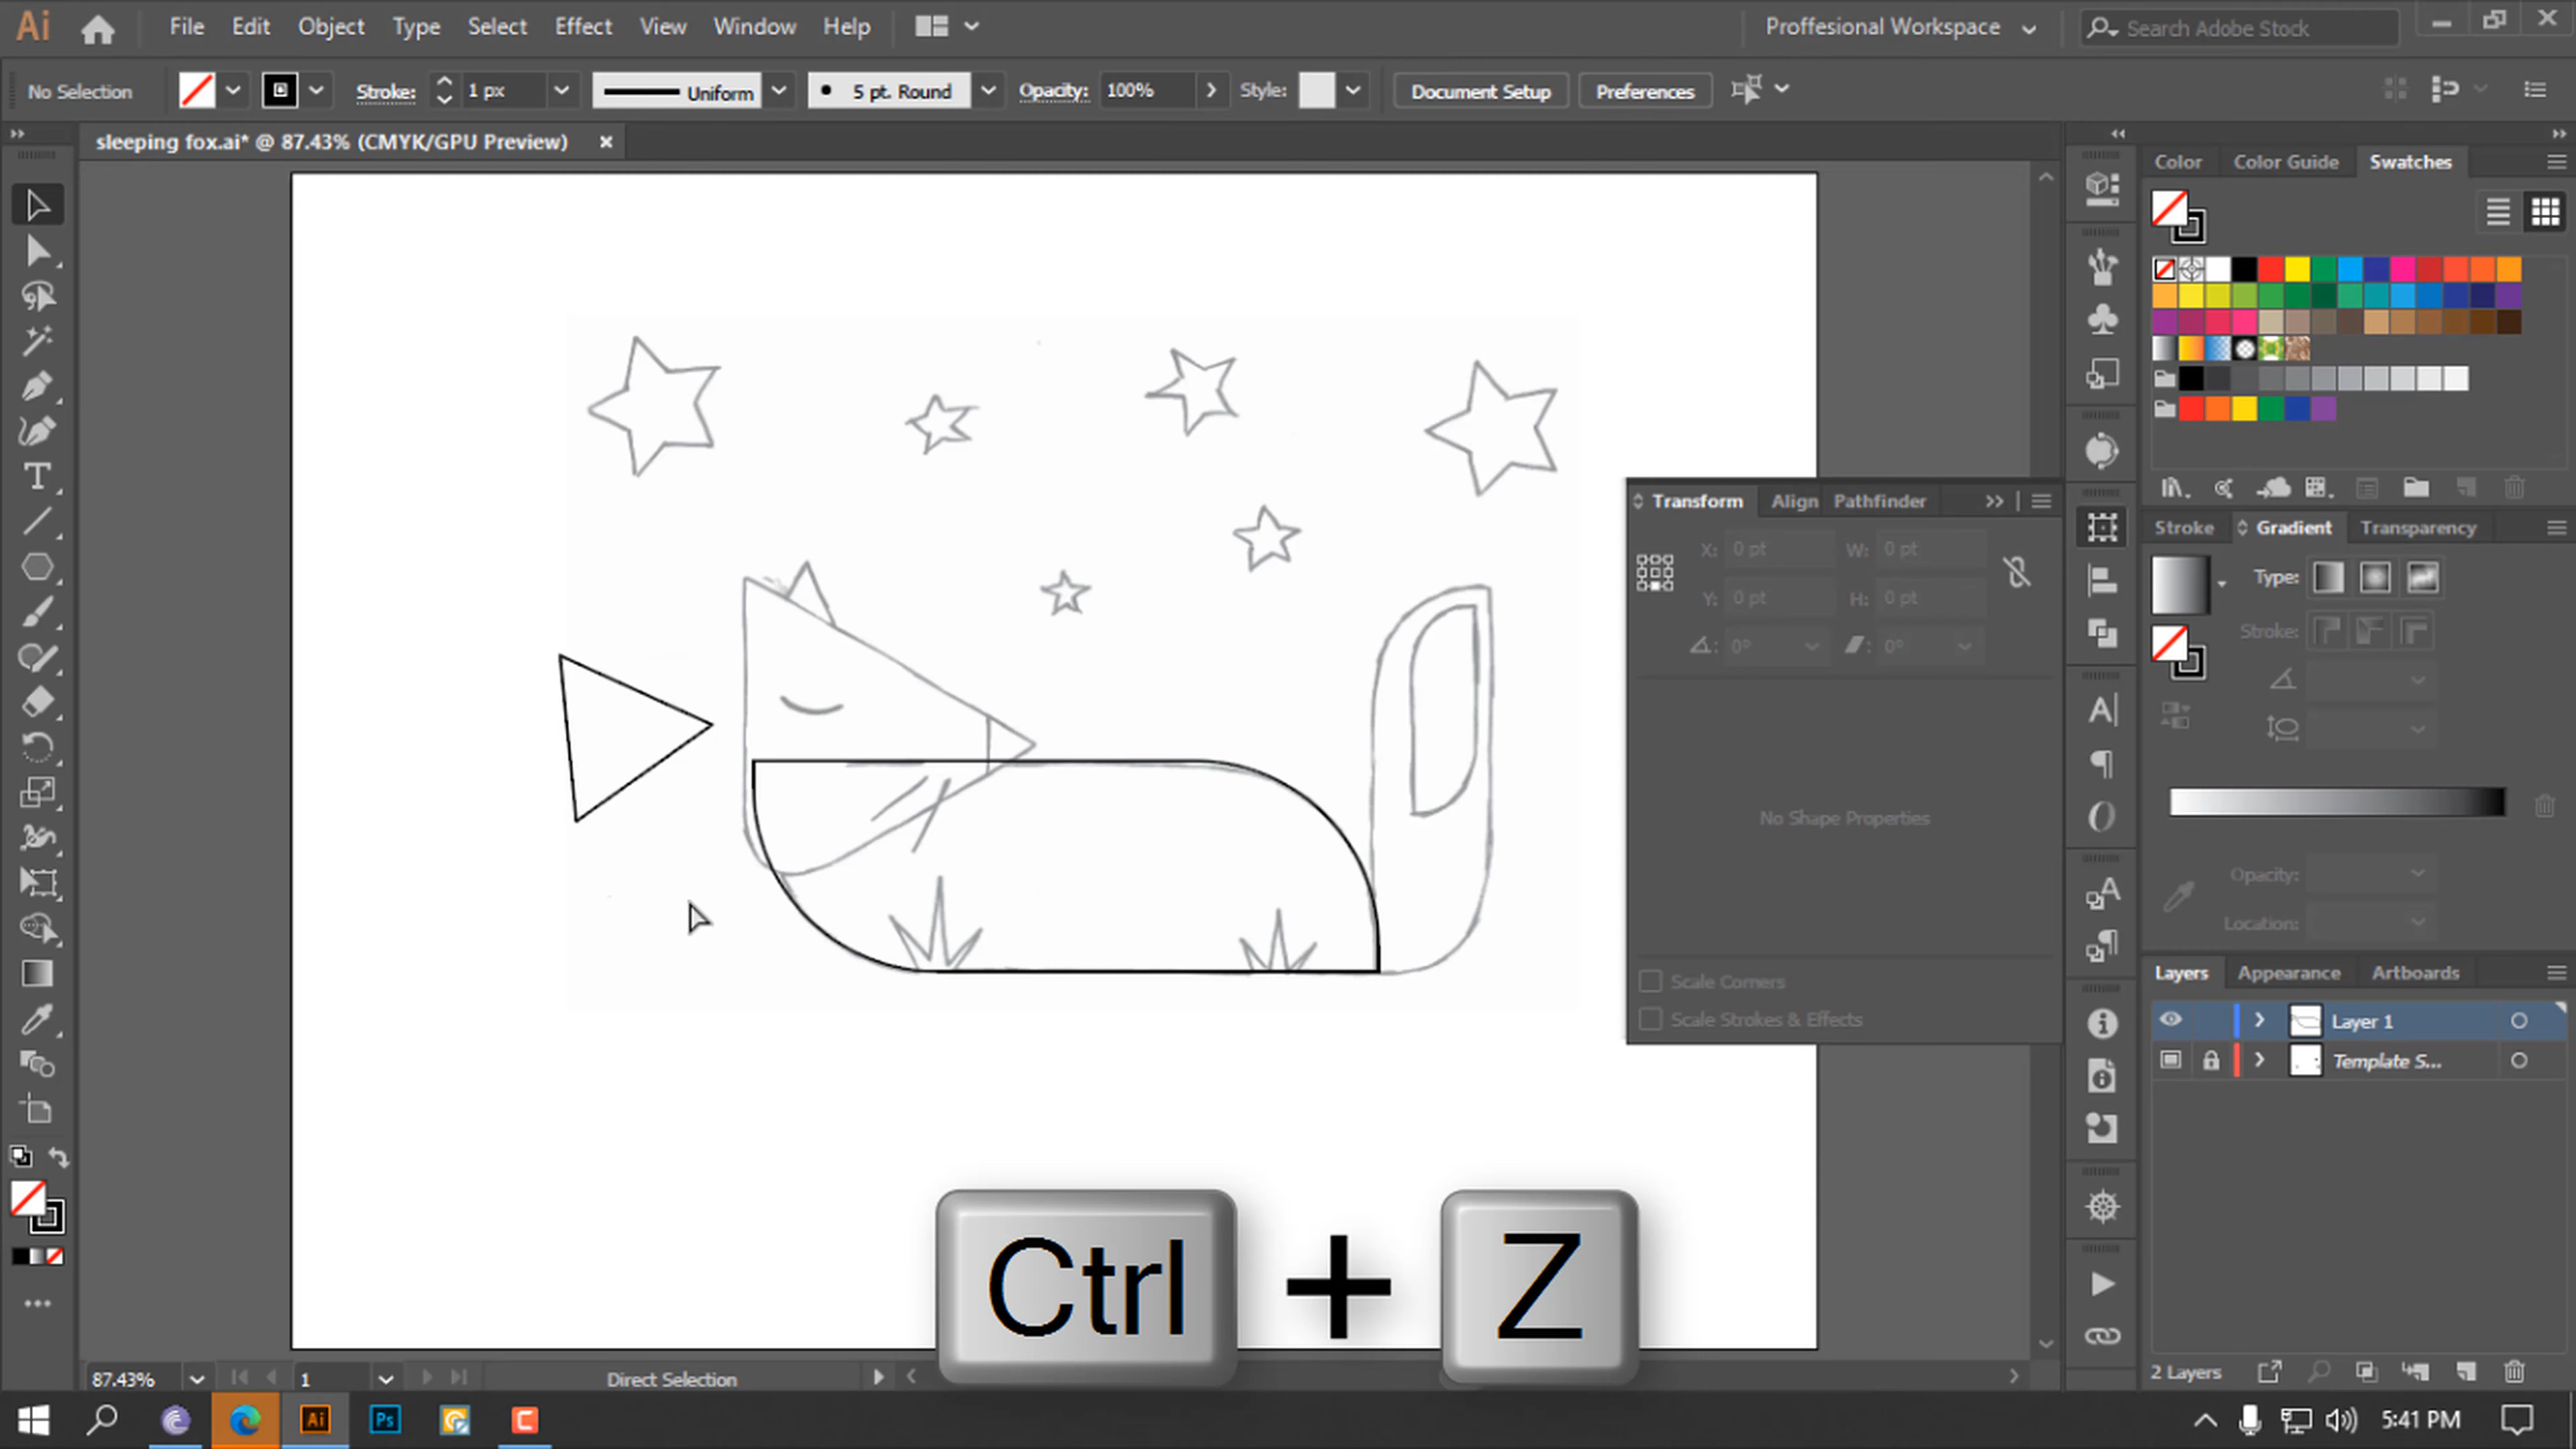 Ai File Edit Object Type Select Effect View Window Help Proffesional Workspace Search Adobe Stock
No Selection Stroke: 1 px Uniform 5 pt. Round Opacity: 100% Style: Document Setup Preferences
sleeping fox.ai* @ 87.43% (CMYK/GPU Preview)
Color Color Guide Swatches
Transform Align Pathfinder
X: 0 pt W: 0 pt
Y: 0 pt H: 0 pt
0° 0°
No Shape Properties
Scale Corners
Scale Strokes & Effects
Stroke Gradient Transparency
Type:
Stroke:
Opacity:
Location:
Layers Appearance Artboards
Layer 1
Template S...
2 Layers
Ctrl + Z
87.43% 1 Direct Selection
Ai Ps 5:41 PM